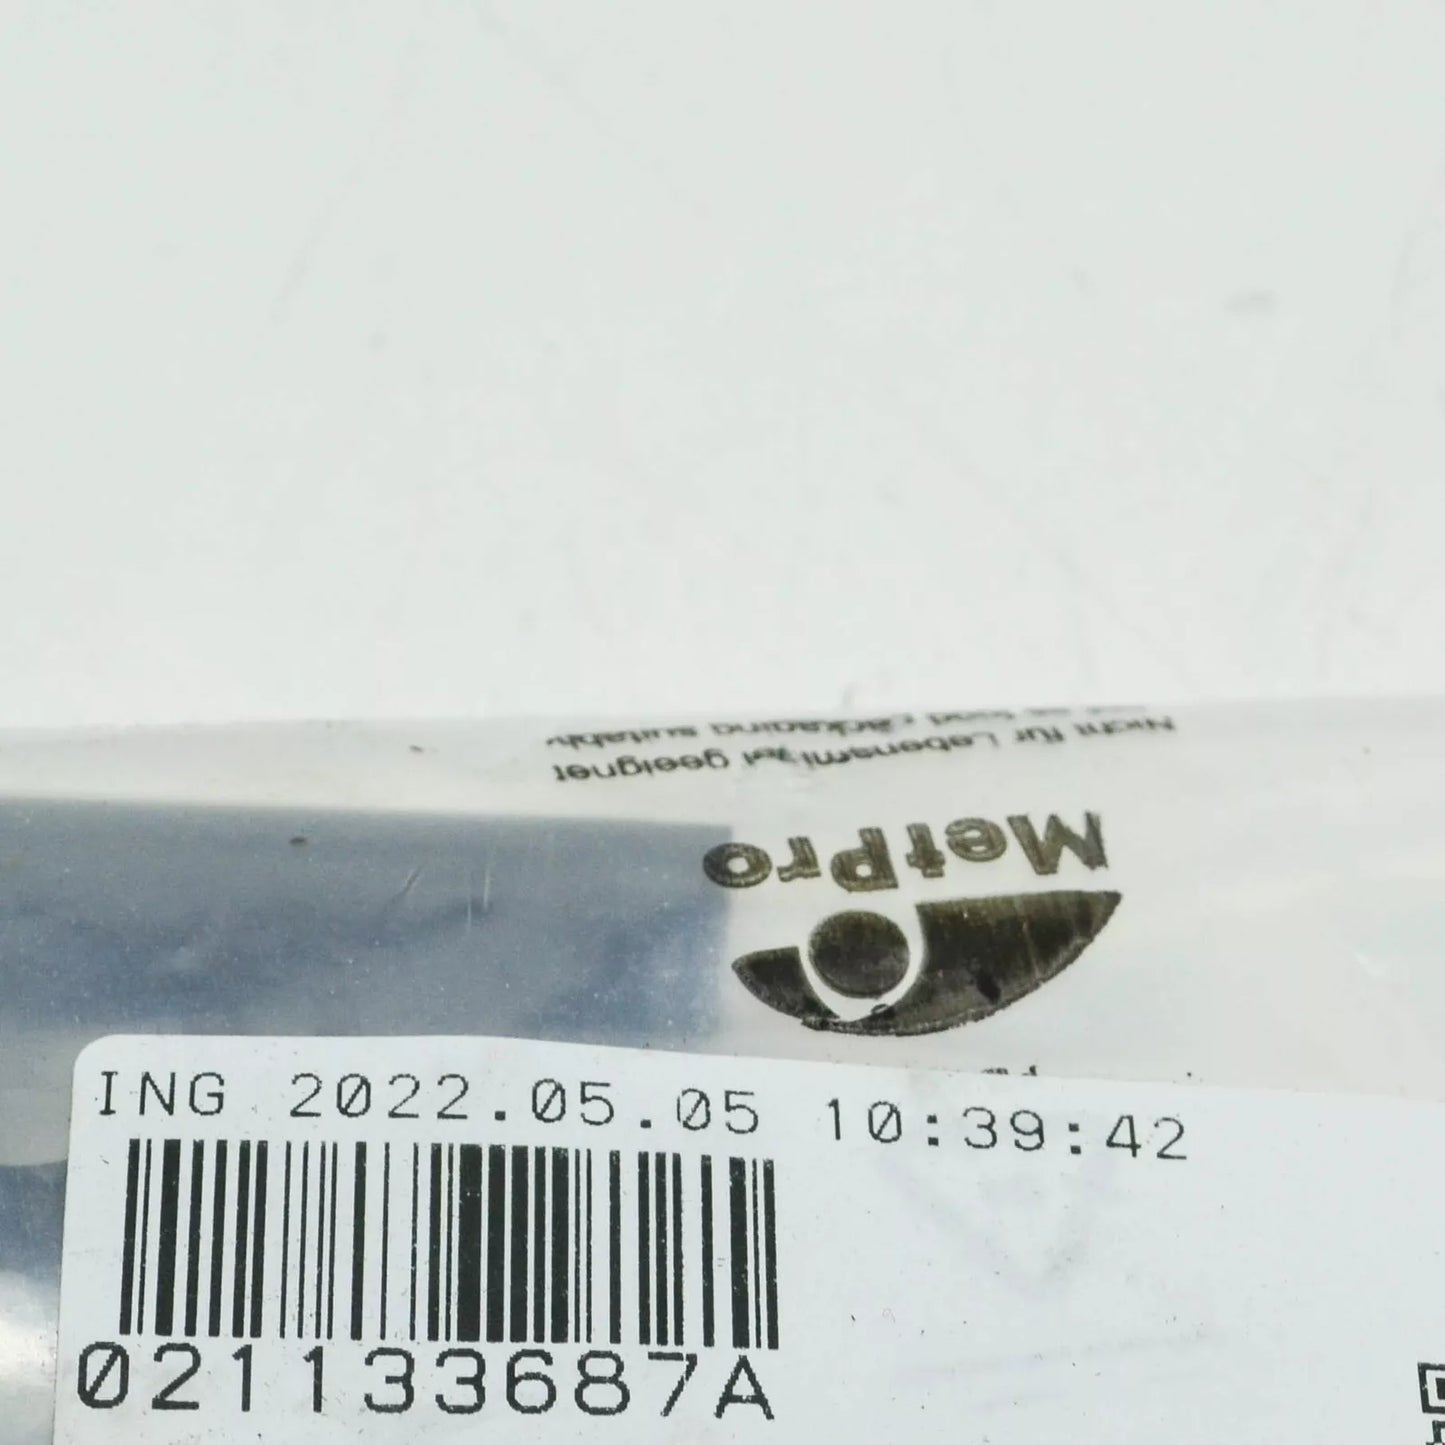 Nicht für Lebensmittel geeignet
MetPro
ING 2022.05.05 10:39:42
021133687A